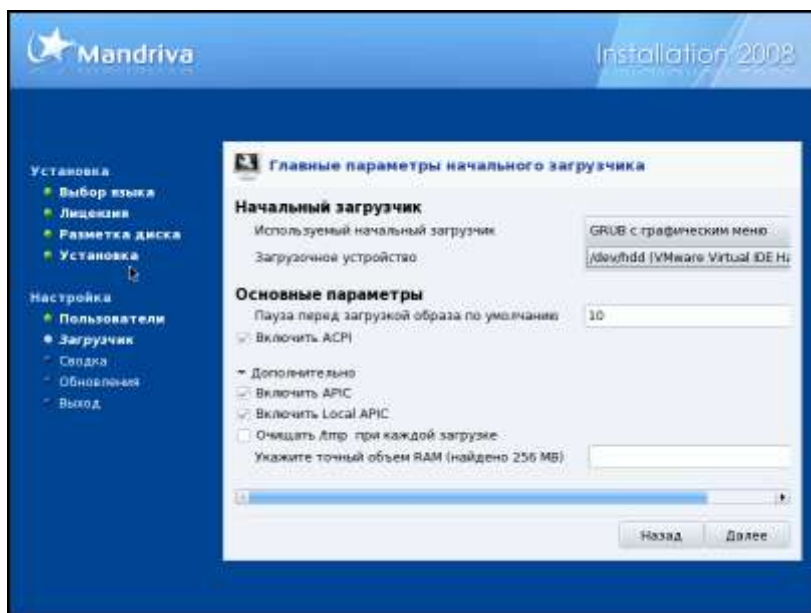 Mandriva
Installation 2008
Установка
Выбор языка
Лицензия
Разметка диска
Установка
Настройка
Пользователи
Загрузчик
Сводка
Обновления
Выход
Главные параметры начального загрузчика
Начальный загрузчик
Используемый начальный загрузчик GRUB с графическим меню
Загрузочное устройство /dev/hdd (VMware Virtual IDE Ha
Основные параметры
Пауза перед загрузкой образа по умолчанию 10
Включить ACPI
Дополнительно
Включить APIC
Включить Local APIC
Очищать /tmp при каждой загрузке
Укажите точный объем RAM (найдено 256 MB)
Назад Далее